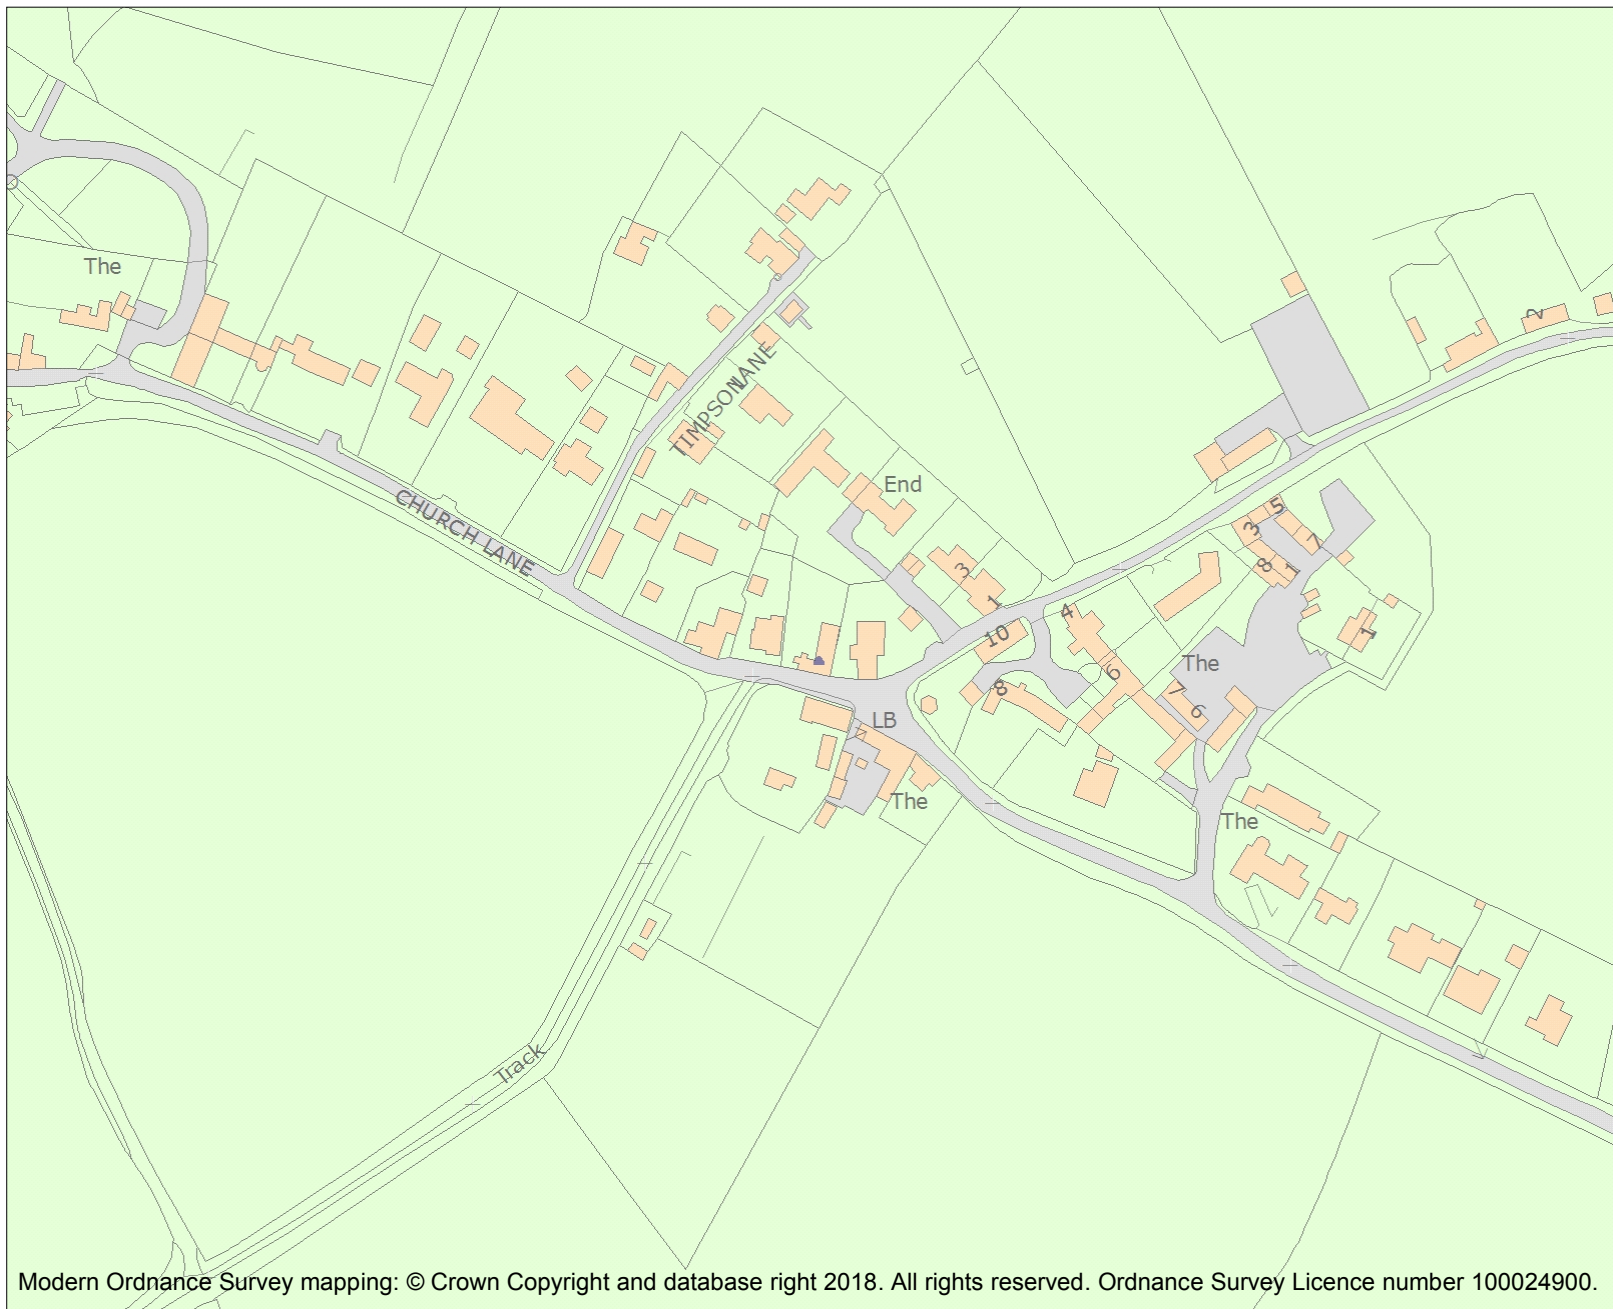 The
2
TIMPSON LANE
End
CHURCH LANE
5
3
7
8
1
3
1
4
10
1
The
6
8
7
6
LB
The
The
Track
Modern Ordnance Survey mapping: © Crown Copyright and database right 2018. All rights reserved. Ordnance Survey Licence number 100024900.